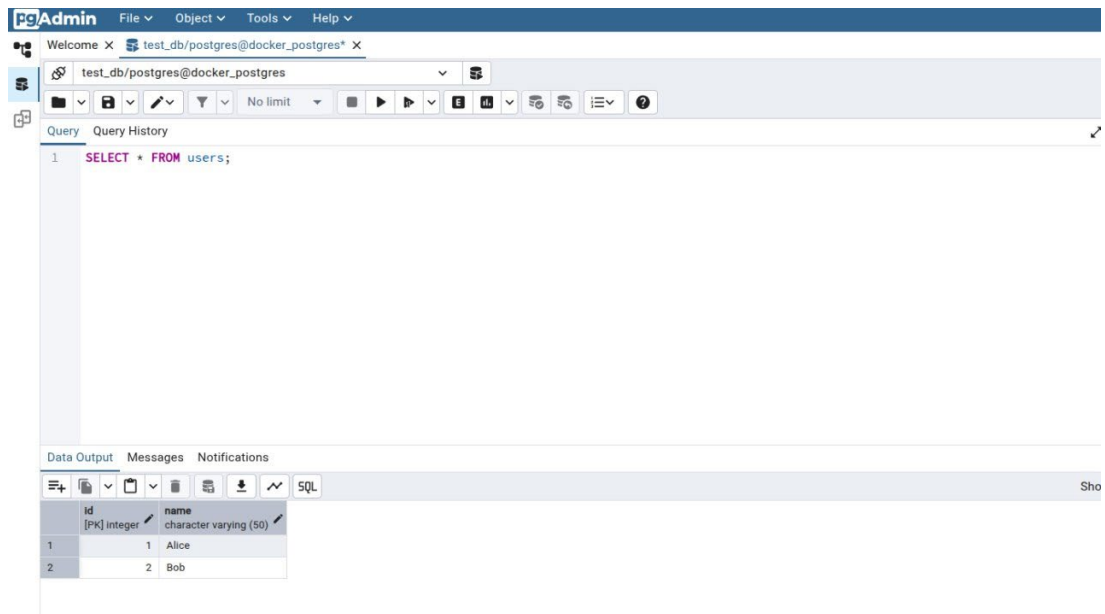 pgAdmin File Object Tools Help
Welcome X test_db/postgres@docker_postgres* X
test_db/postgres@docker_postgres
No limit E
Query Query History
1 SELECT * FROM users;
Data Output Messages Notifications
SQL Sho
id name
[PK] integer character varying (50)
1 1 Alice
2 2 Bob